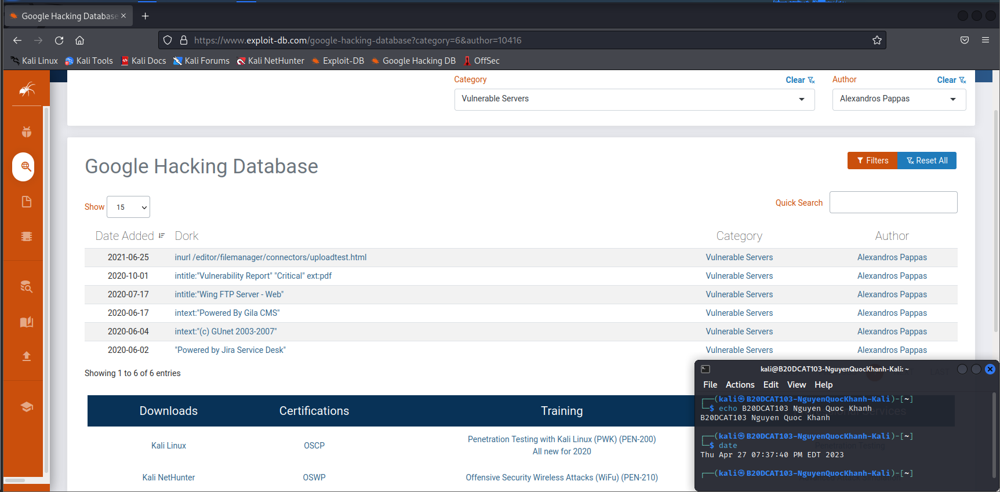 Google Hacking Database
https://www.exploit-db.com/google-hacking-database?category=6&author=10416
Kali Linux Kali Tools Kali Docs Kali Forums Kali NetHunter Exploit-DB Google Hacking DB OffSec
Category Clear Author Clear
Vulnerable Servers Alexandros Pappas
Google Hacking Database
Filters Reset All
Show 15 Quick Search
Date Added Dork Category Author
2021-06-25 inurl /editor/filemanager/connectors/uploadtest.html Vulnerable Servers Alexandros Pappas
2020-10-01 intitle:"Vulnerability Report" "Critical" ext:pdf Vulnerable Servers Alexandros Pappas
2020-07-17 intitle:"Wing FTP Server - Web" Vulnerable Servers Alexandros Pappas
2020-06-17 intext:"Powered By Gila CMS" Vulnerable Servers Alexandros Pappas
2020-06-04 intext:"(c) GUnet 2003-2007" Vulnerable Servers Alexandros Pappas
2020-06-02 "Powered by Jira Service Desk" Vulnerable Servers Alexandros Pappas
Showing 1 to 6 of 6 entries
Downloads Certifications Training
Kali Linux OSCP Penetration Testing with Kali Linux (PWK) (PEN-200)
All new for 2020
Kali NetHunter OSWP Offensive Security Wireless Attacks (WiFu) (PEN-210)
kali@B20DCAT103-NguyenQuocKhanh-Kali: ~
File Actions Edit View Help
┌──(kali㉿B20DCAT103-NguyenQuocKhanh-Kali)-[~]
└─$ echo B20DCAT103 Nguyen Quoc Khanh
B20DCAT103 Nguyen Quoc Khanh
┌──(kali㉿B20DCAT103-NguyenQuocKhanh-Kali)-[~]
└─$ date
Thu Apr 27 07:37:40 PM EDT 2023
┌──(kali㉿B20DCAT103-NguyenQuocKhanh-Kali)-[~]